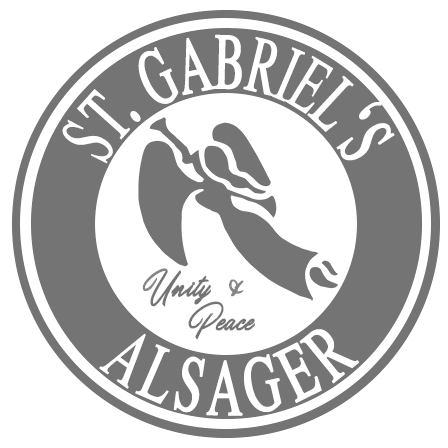 ST. GABRIEL'S
Unity &
Peace
ALSAGER